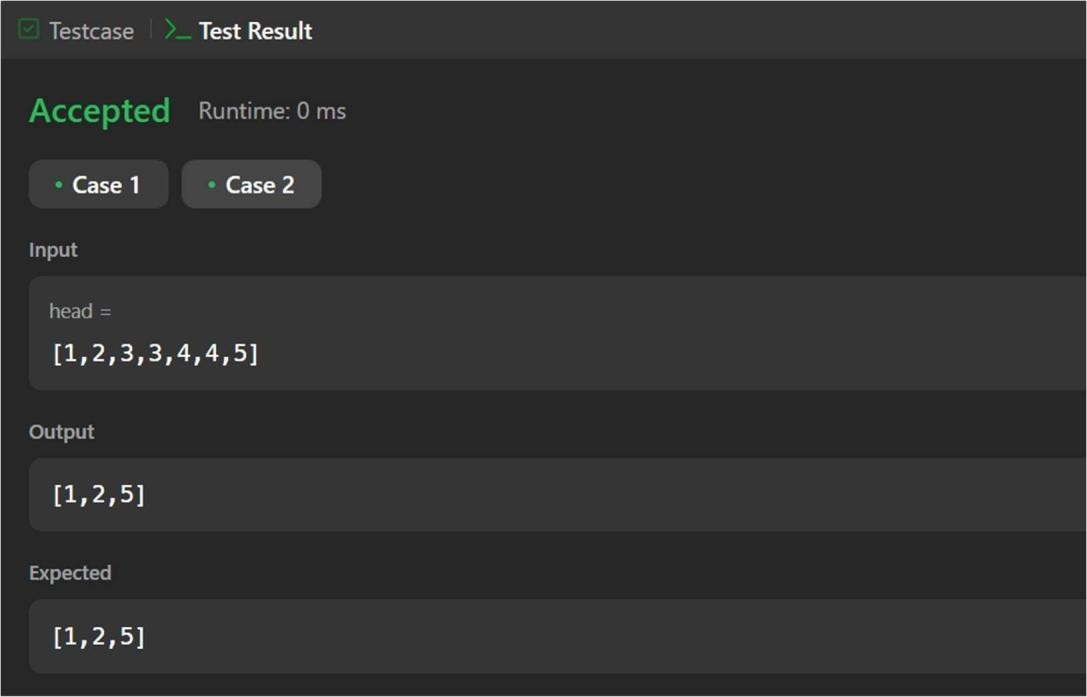 Testcase | Test Result
Accepted Runtime: 0 ms
Case 1 Case 2
Input
head =
[1,2,3,3,4,4,5]
Output
[1,2,5]
Expected
[1,2,5]